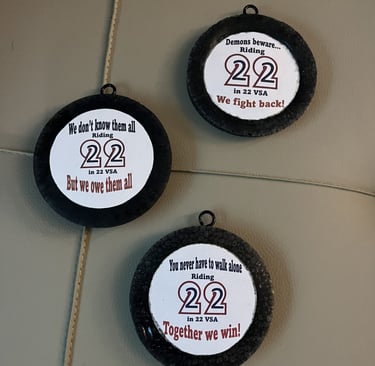 Demons beware...
Riding
22
in 22 VSA
We fight back!
We don't know them all
Riding
22
in 22 VSA
But we owe them all
You never have to walk alone
Riding
22
in 22 VSA
Together we win!